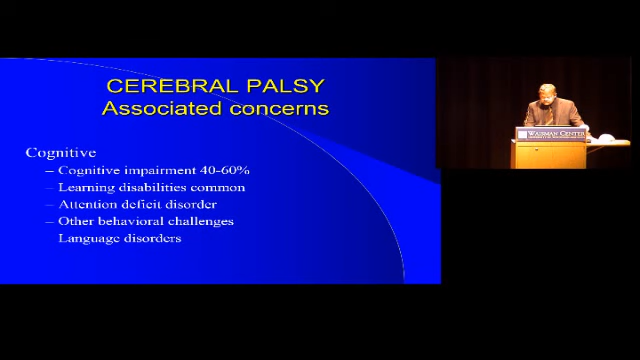 CEREBRAL PALSY
Associated concerns
Cognitive
– Cognitive impairment 40-60%
– Learning disabilities common
– Attention deficit disorder
– Other behavioral challenges
Language disorders
WAISMAN CENTER